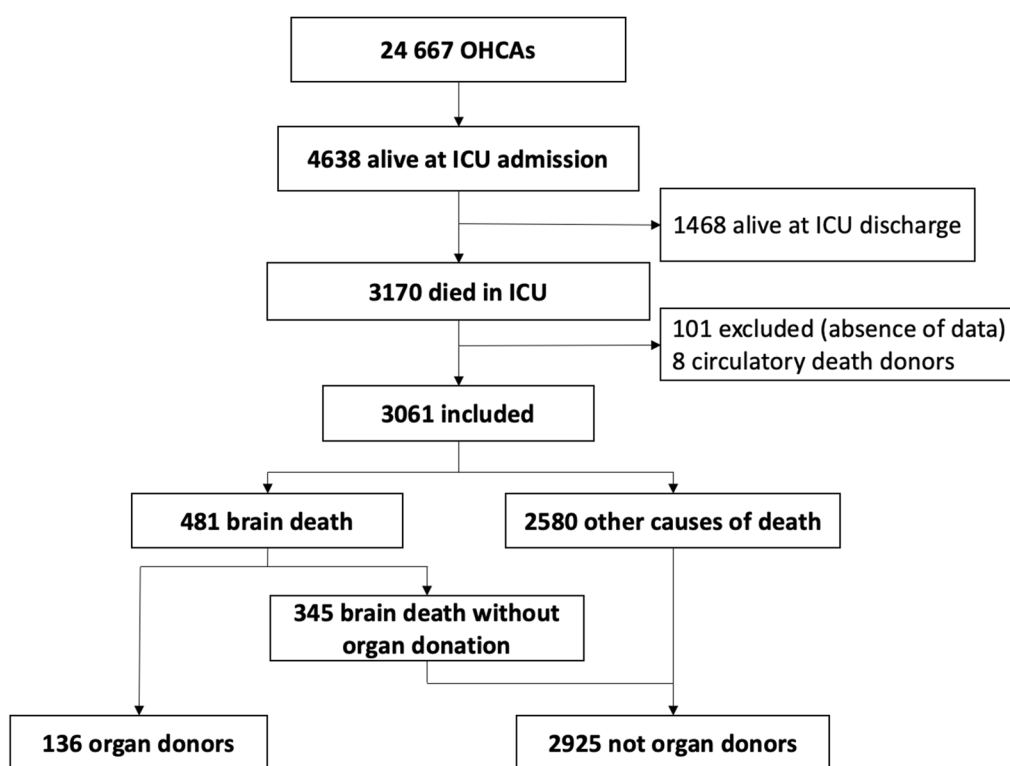 24 667 OHCAs
4638 alive at ICU admission
1468 alive at ICU discharge
3170 died in ICU
101 excluded (absence of data)
8 circulatory death donors
3061 included
481 brain death
2580 other causes of death
345 brain death without
organ donation
136 organ donors
2925 not organ donors